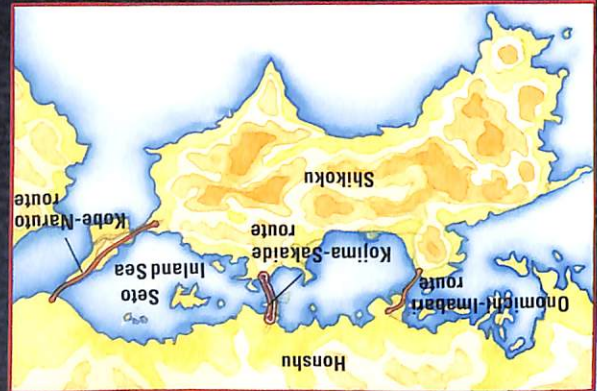 Honshu
Onomichi-Imabari
route
Kojima-Sakaide
route
Seto
Inland Sea
Kobe-Naruto
route
Shikoku